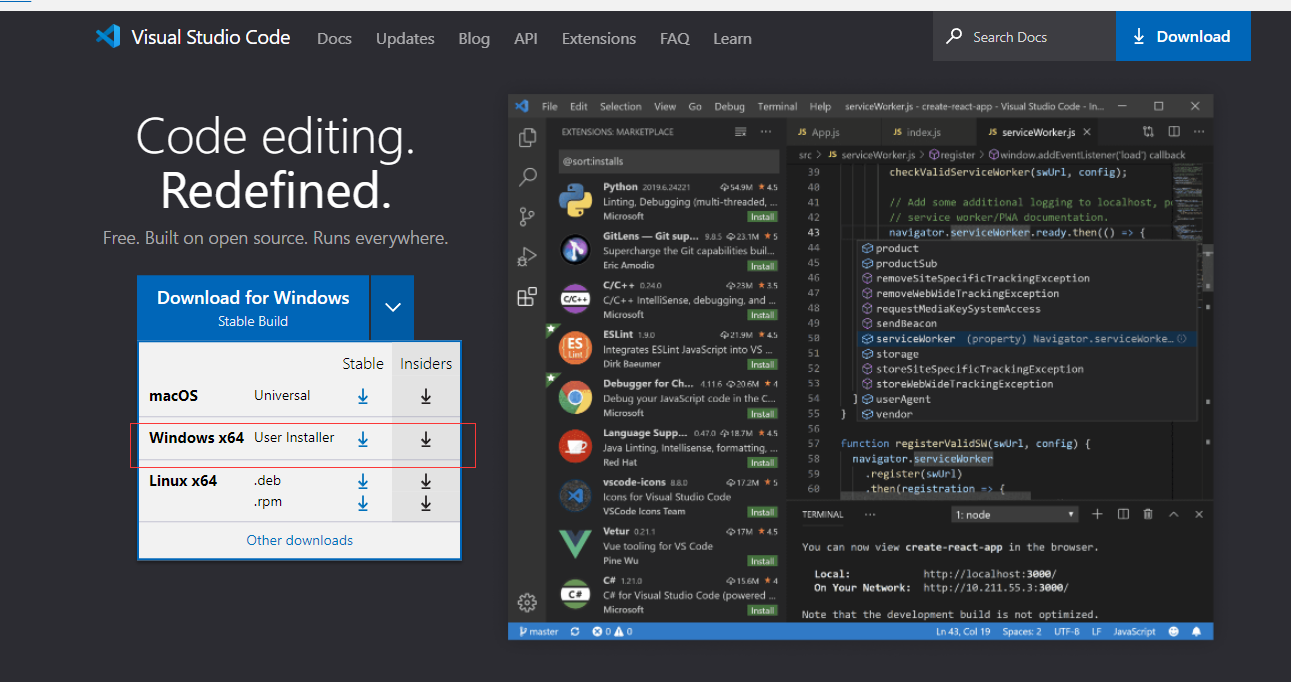 Visual Studio Code Docs Updates Blog API Extensions FAQ Learn Search Docs Download
Code editing.
Redefined.
Free. Built on open source. Runs everywhere.
Download for Windows
Stable Build
Stable Insiders
macOS Universal
Windows x64 User Installer
Linux x64 .deb
.rpm
Other downloads
File Edit Selection View Go Debug Terminal Help serviceWorker.js - create-react-app - Visual Studio Code - In...
EXTENSIONS: MARKETPLACE
@sort:installs
Python 2019.6.24221 54.9M 4.5
Linting, Debugging (multi-threaded, ...
Microsoft Install
GitLens — Git sup... 9.8.5 23.1M 5
Supercharge the Git capabilities buil...
Eric Amodio Install
C/C++ 0.24.0 23M 3.5
C/C++ IntelliSense, debugging, and ...
Microsoft Install
ESLint 1.9.0 21.9M 4.5
Integrates ESLint JavaScript into VS ...
Dirk Baeumer Install
Debugger for Ch... 4.11.6 20.6M 4
Debug your JavaScript code in the C...
Microsoft Install
Language Supp... 0.47.0 18.7M 4.5
Java Linting, Intellisense, formatting, ...
Red Hat Install
vscode-icons 8.8.0 17.2M 5
Icons for Visual Studio Code
VSCode Icons Team Install
Vetur 0.21.1 17M 4.5
Vue tooling for VS Code
Pine Wu Install
C# 1.21.0 15.6M 4
C# for Visual Studio Code (powered ...
Microsoft Install
C/C++
ES
Lint
C#
JS App.js JS index.js JS serviceWorker.js
src > JS serviceWorker.js > register > window.addEventListener('load') callback
39 checkValidServiceWorker(swUrl, config);
40
41 // Add some additional logging to localhost, po
42 // service worker/PWA documentation.
43 navigator.serviceWorker.ready.then(() => {
44 product
45 productSub
46 removeSiteSpecificTrackingException
47 removeWebWideTrackingException
48 requestMediaKeySystemAccess
49 sendBeacon
50 serviceWorker (property) Navigator.serviceWorke...
51 storage
52 storeSiteSpecificTrackingException
53 storeWebWideTrackingException
54 ] userAgent
55 } vendor
56
57 function registerValidSW(swUrl, config) {
58 navigator.serviceWorker
59 .register(swUrl)
60 .then(registration => {
TERMINAL ... 1: node
You can now view create-react-app in the browser.
Local: http://localhost:3000/
On Your Network: http://10.211.55.3:3000/
Note that the development build is not optimized.
master 0 0 Ln 43, Col 19 Spaces: 2 UTF-8 LF JavaScript